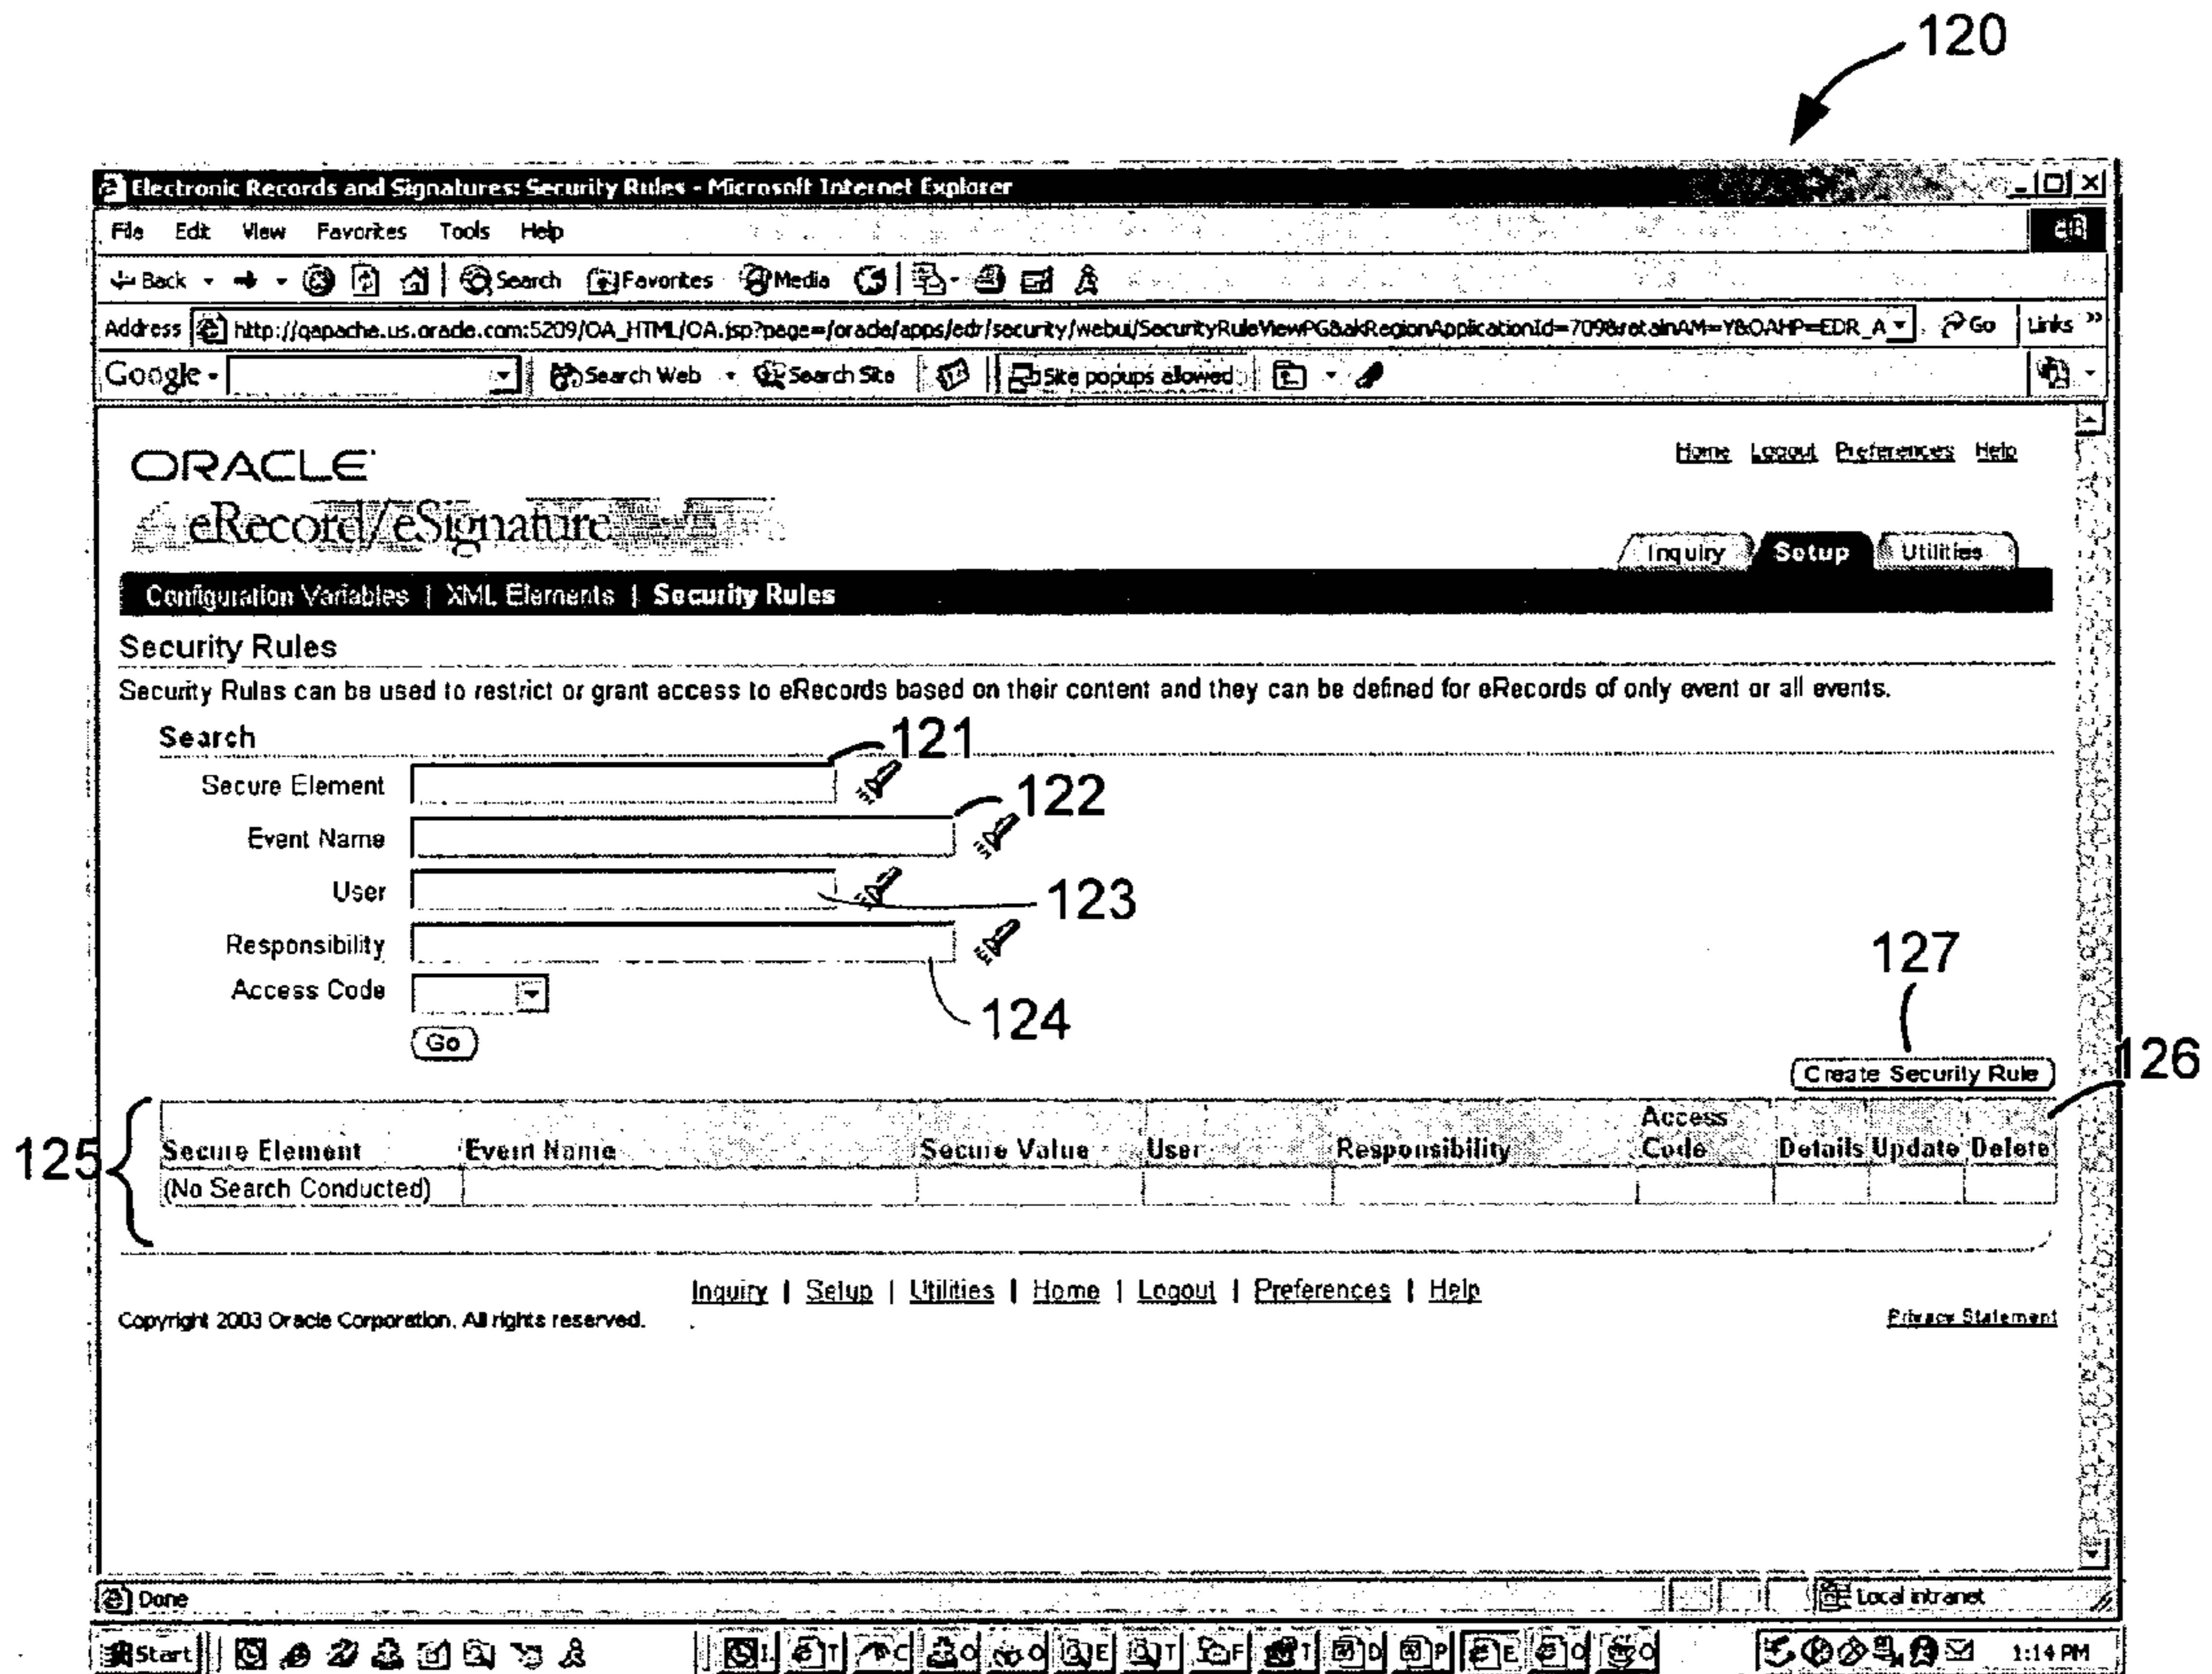 120
Electronic Records and Signatures: Security Rules - Microsoft Internet Explorer
File Edit View Favorites Tools Help
Back Search Favorites Media
Address http://qapache.us.oracle.com:5209/OA_HTML/OA.jsp?page=/oracle/apps/edr/security/webui/SecurityRuleViewPG&akRegionApplicationId=709&retainAM=Y&OAHP=EDR_A Go Links »
Google Search Web Search Site Site popups allowed
ORACLE
Home Logout Preferences Help
eRecord/eSignature
Inquiry Setup Utilities
Configuration Variables | XML Elements | Security Rules
Security Rules
Security Rules can be used to restrict or grant access to eRecords based on their content and they can be defined for eRecords of only event or all events.
Search
121
Secure Element
122
Event Name
User
123
Responsibility
127
Access Code
124
Go
126
Create Security Rule
125
Secure Element Event Name Secure Value User Responsibility Access Code Details Update Delete
(No Search Conducted)
Inquiry | Setup | Utilities | Home | Logout | Preferences | Help
Copyright 2003 Oracle Corporation. All rights reserved.
Privacy Statement
Done
Local intranet
Start I. T C O O E T F T D P E O O 1:14 PM